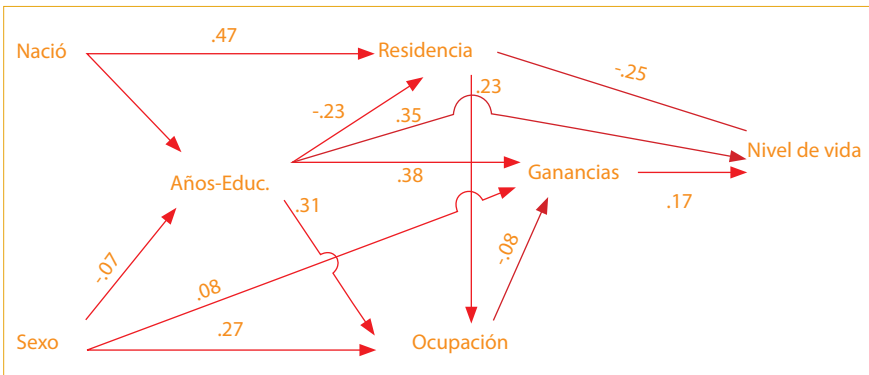 .47
Nació
Residencia
-.25
.23
-.23
.35
Nivel de vida
.38
Ganancias
Años-Educ.
.17
.31
-.07
-.08
.08
.27
Sexo
Ocupación